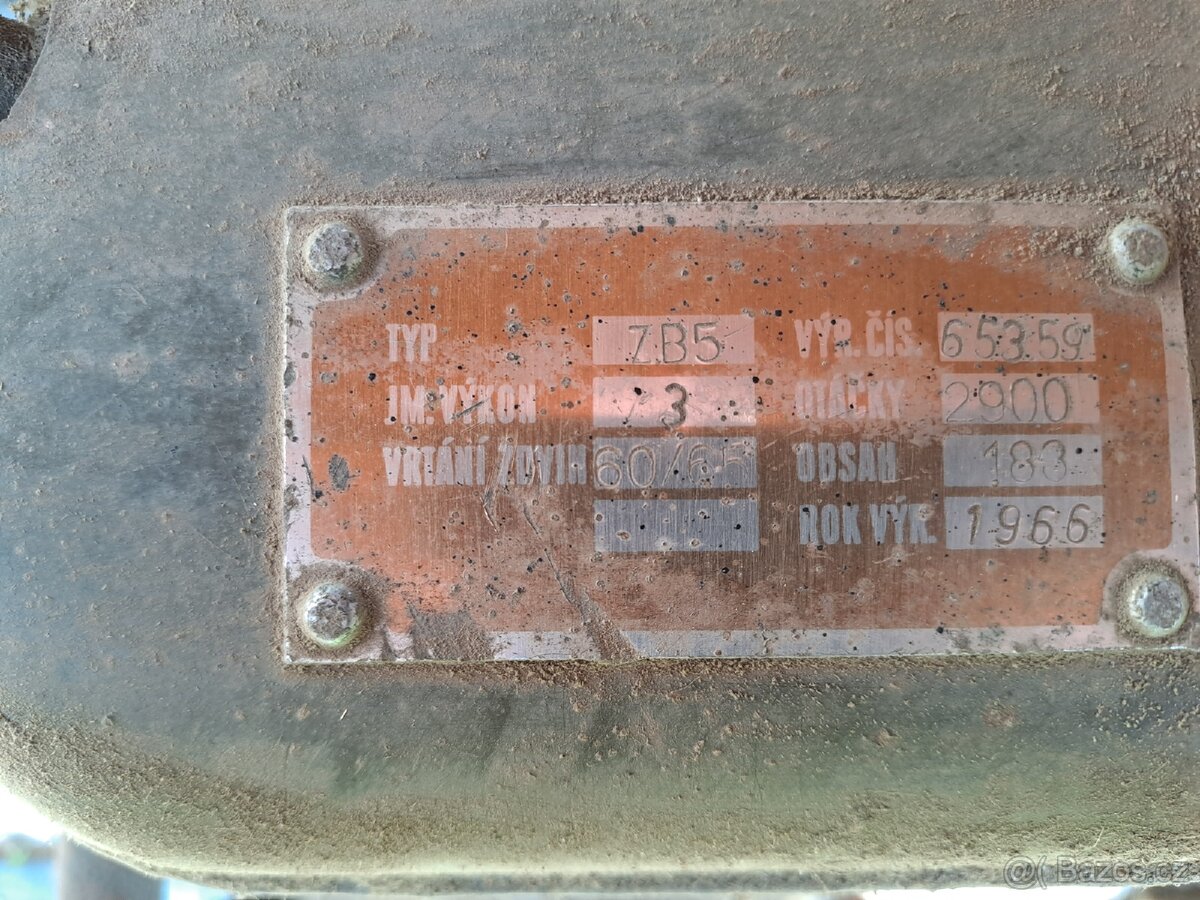 TYP ZB5 VÝR. ČÍS. 65359
JM. VÝKON 3 OTÁČKY 2900
VRTÁNÍ ZDVIH 60/65 OBSAH 183
ROK VÝR. 1966
@( Bazos.cz